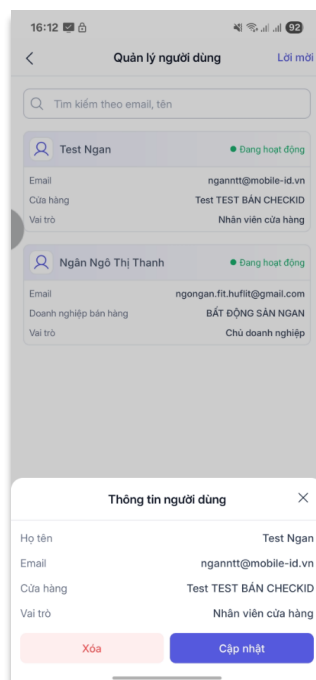 16:12 92
Quản lý người dùng Lời mời
Tìm kiếm theo email, tên
Test Ngan Đang hoạt động
Email nganntt@mobile-id.vn
Cửa hàng Test TEST BÁN CHECKID
Vai trò Nhân viên cửa hàng
Ngân Ngô Thị Thanh Đang hoạt động
Email ngongan.fit.huflit@gmail.com
Doanh nghiệp bán hàng BẤT ĐỘNG SẢN NGAN
Vai trò Chủ doanh nghiệp
Thông tin người dùng
Họ tên Test Ngan
Email nganntt@mobile-id.vn
Cửa hàng Test TEST BÁN CHECKID
Vai trò Nhân viên cửa hàng
Xóa Cập nhật